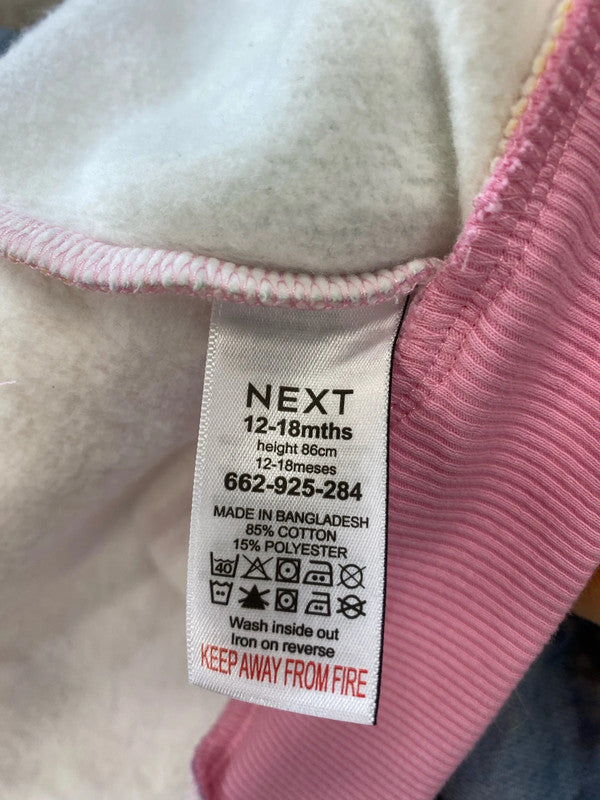 NEXT
12-18mths
height 86cm
12-18meses
662-925-284
MADE IN BANGLADESH
85% COTTON
15% POLYESTER
40
Wash inside out
Iron on reverse
KEEP AWAY FROM FIRE